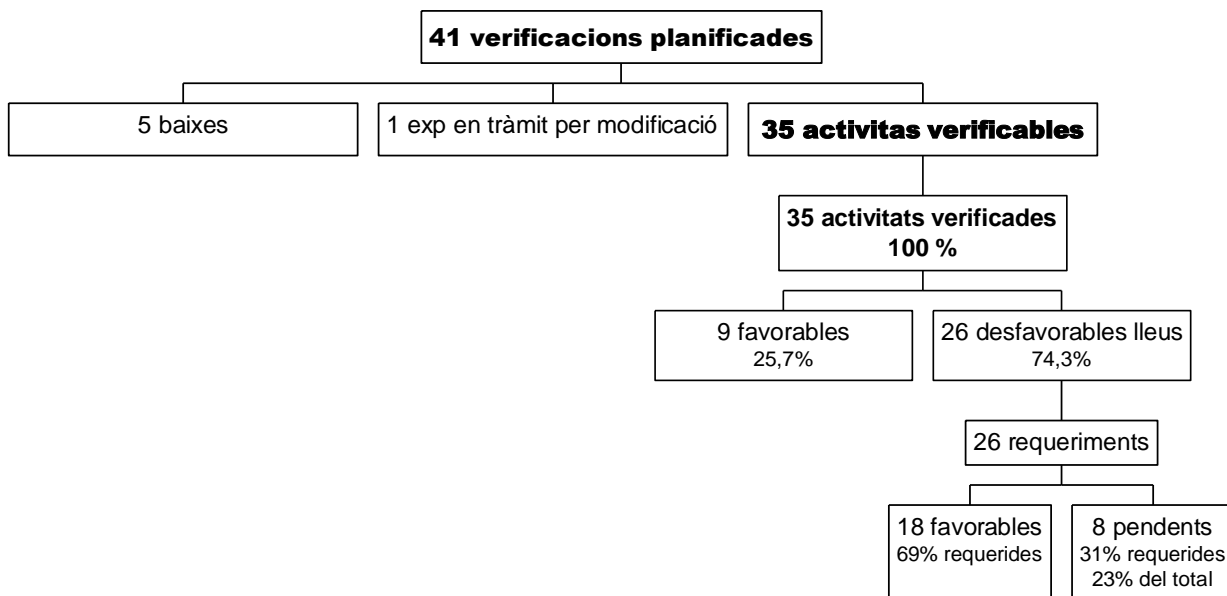 41 verificacions planificades
5 baixes
1 exp en tràmit per modificació
35 activitas verificables
35 activitats verificades
100 %
9 favorables
25,7%
26 desfavorables lleus
74,3%
26 requeriments
18 favorables
69% requerides
8 pendents
31% requerides
23% del total